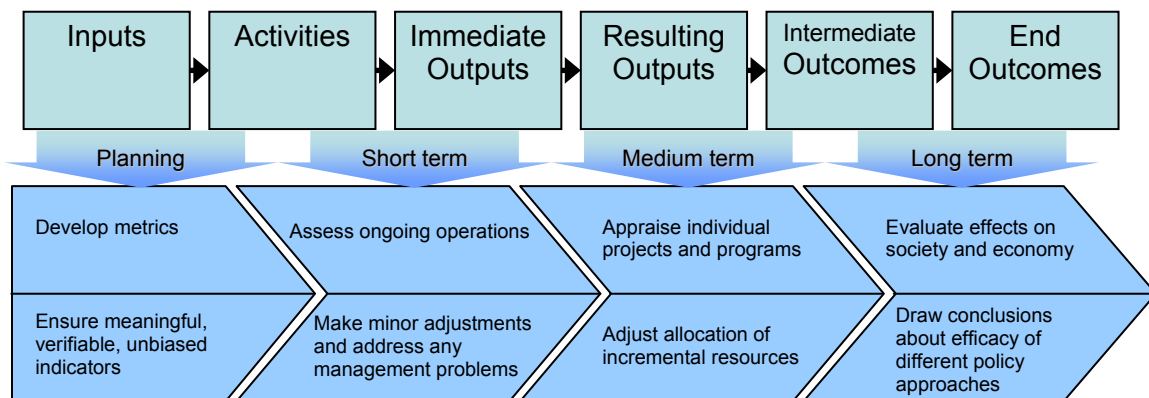 Inputs
Activities
Immediate
Outputs
Resulting
Outputs
Intermediate
Outcomes
End
Outcomes
Planning
Short term
Medium term
Long term
Develop metrics
Assess ongoing operations
Appraise individual
projects and programs
Evaluate effects on
society and economy
Ensure meaningful,
verifiable, unbiased
indicators
Make minor adjustments
and address any
management problems
Adjust allocation of
incremental resources
Draw conclusions
about efficacy of
different policy
approaches